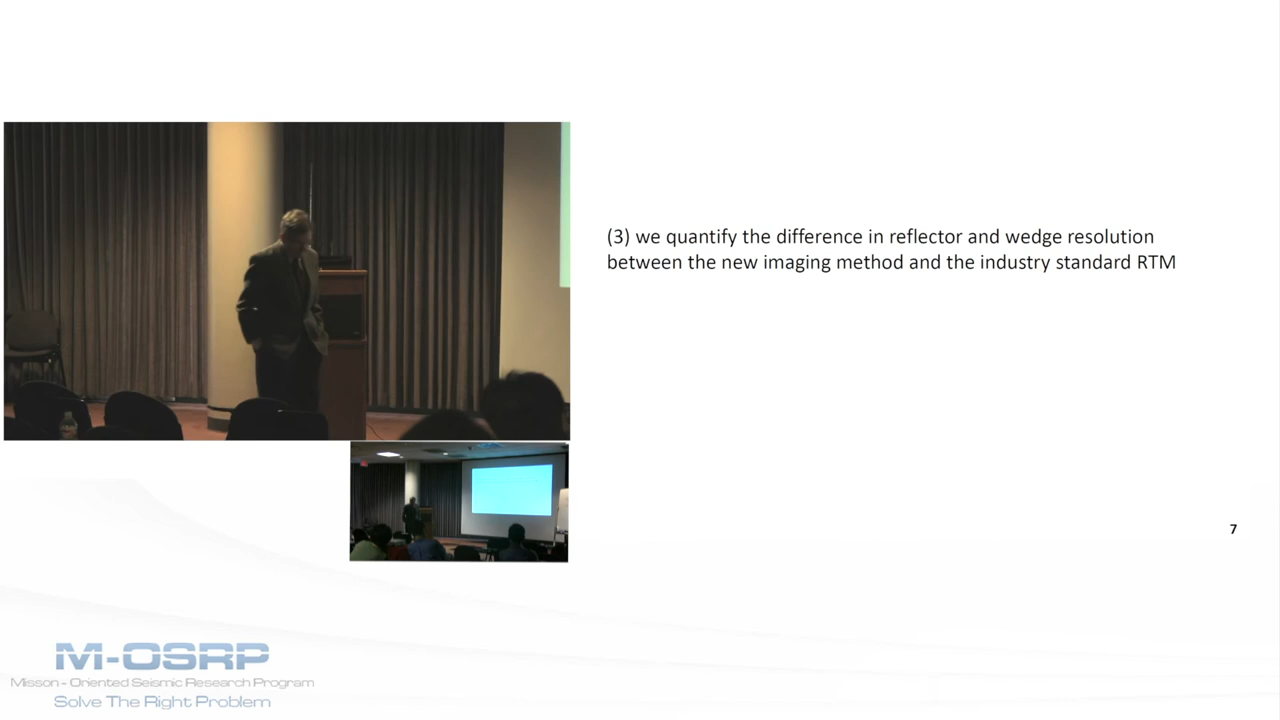 (3) we quantify the difference in reflector and wedge resolution
between the new imaging method and the industry standard RTM
7
M-OSRP
Misson - Oriented Seismic Research Program
Solve The Right Problem